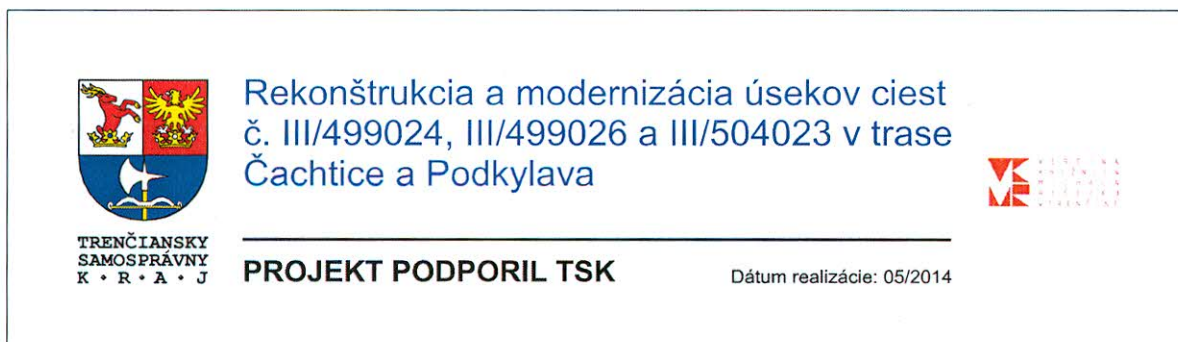 Rekonštrukcia a modernizácia úsekov ciest
č. III/499024, III/499026 a III/504023 v trase
Čachtice a Podkylava
TRENČIANSKY
SAMOSPRÁVNY
K • R • A • J
PROJEKT PODPORIL TSK
Dátum realizácie: 05/2014